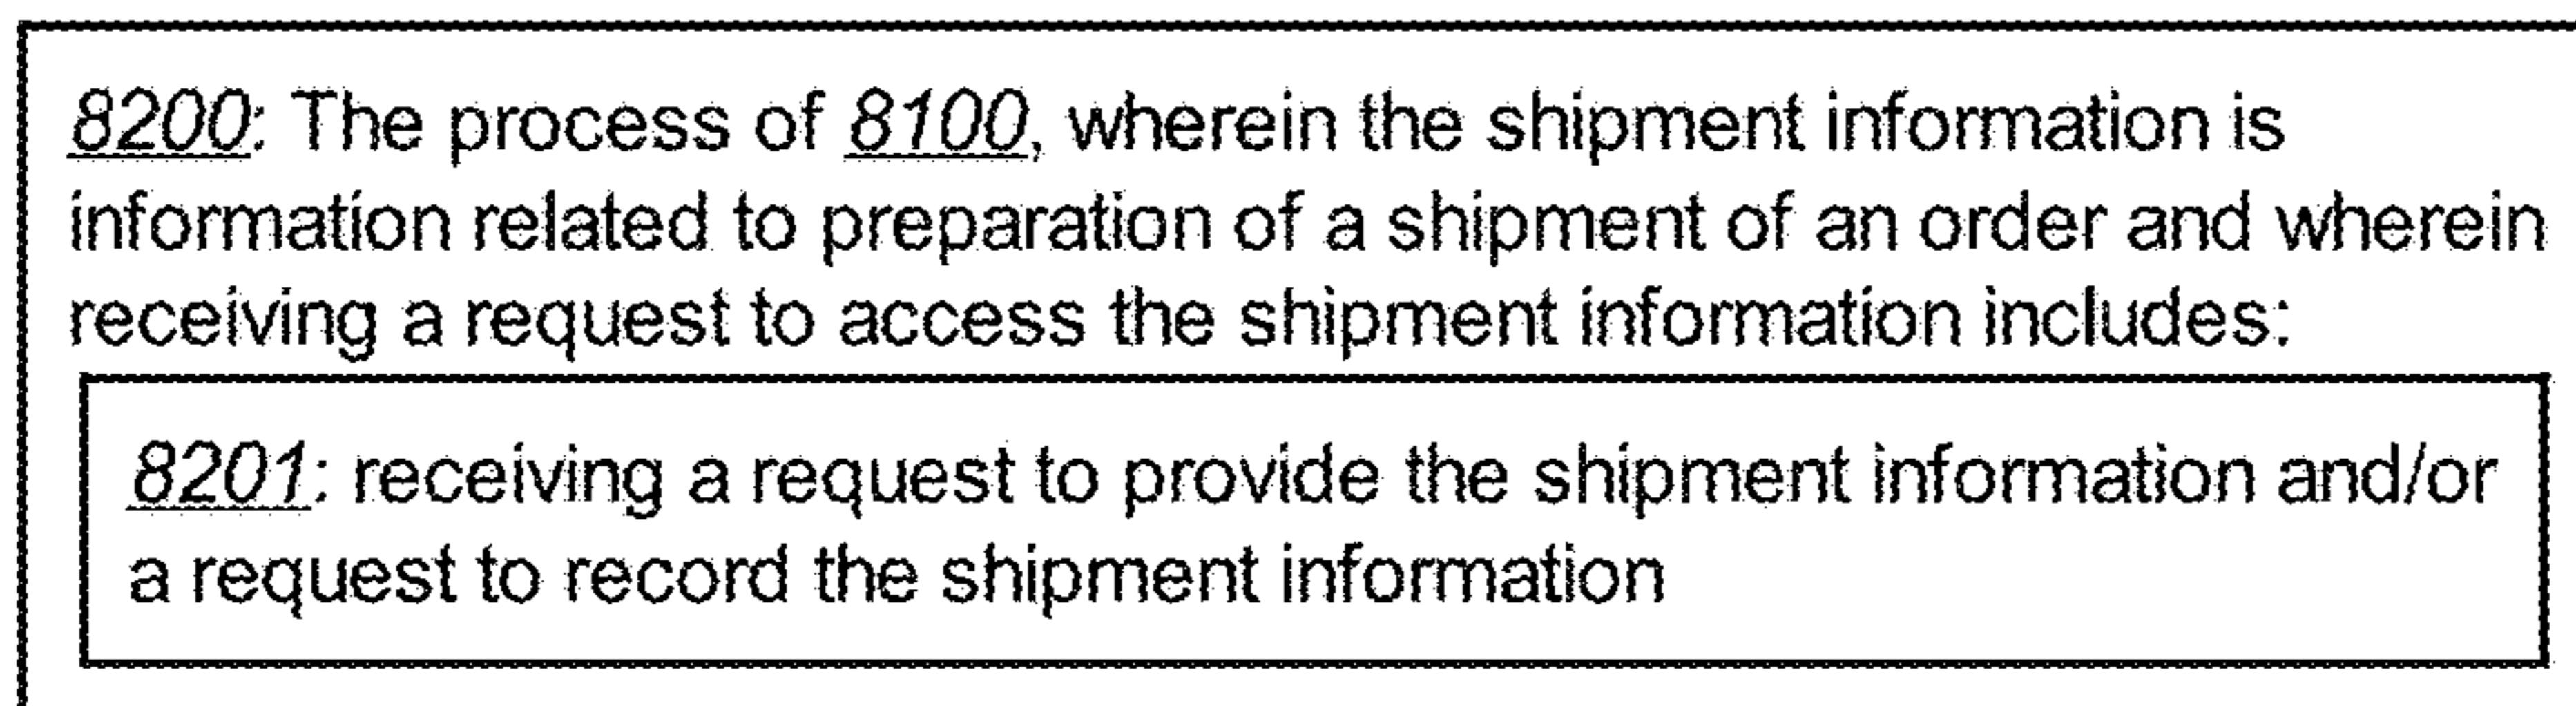 8200: The process of 8100, wherein the shipment information is
information related to preparation of a shipment of an order and wherein
receiving a request to access the shipment information includes:
8201: receiving a request to provide the shipment information and/or
a request to record the shipment information